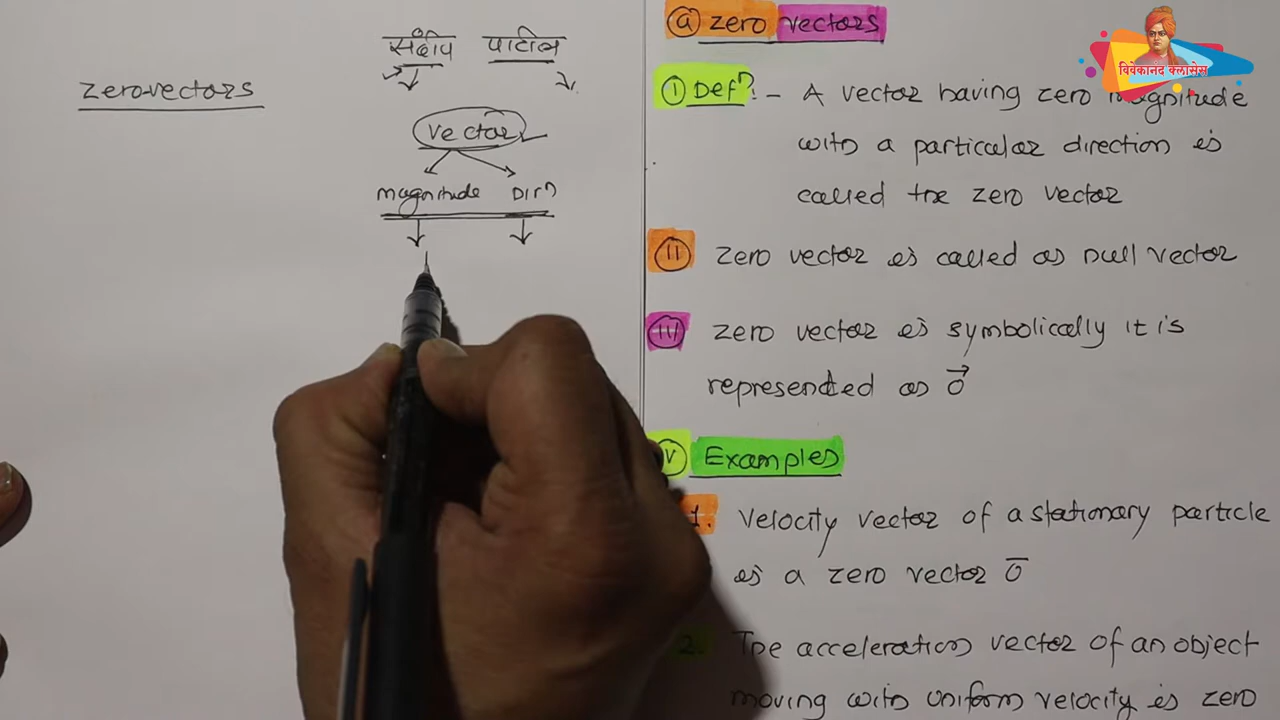 zero vectors
संदीप पाटील
vector
magnitude Dirⁿ
ⓐ zero vectors
Ⓘ Defⁿ: - A vector having zero magnitude
with a particular direction is
called the zero vector
Ⅱ zero vector is called as null vector
Ⅲ zero vector is symbolically it is
represented as o⃗
V Examples
1. Velocity vector of a stationary particle
is a zero vector o̅
2. The acceleration vector of an object
moving with uniform velocity is zero
विवेकानंद क्लासेस